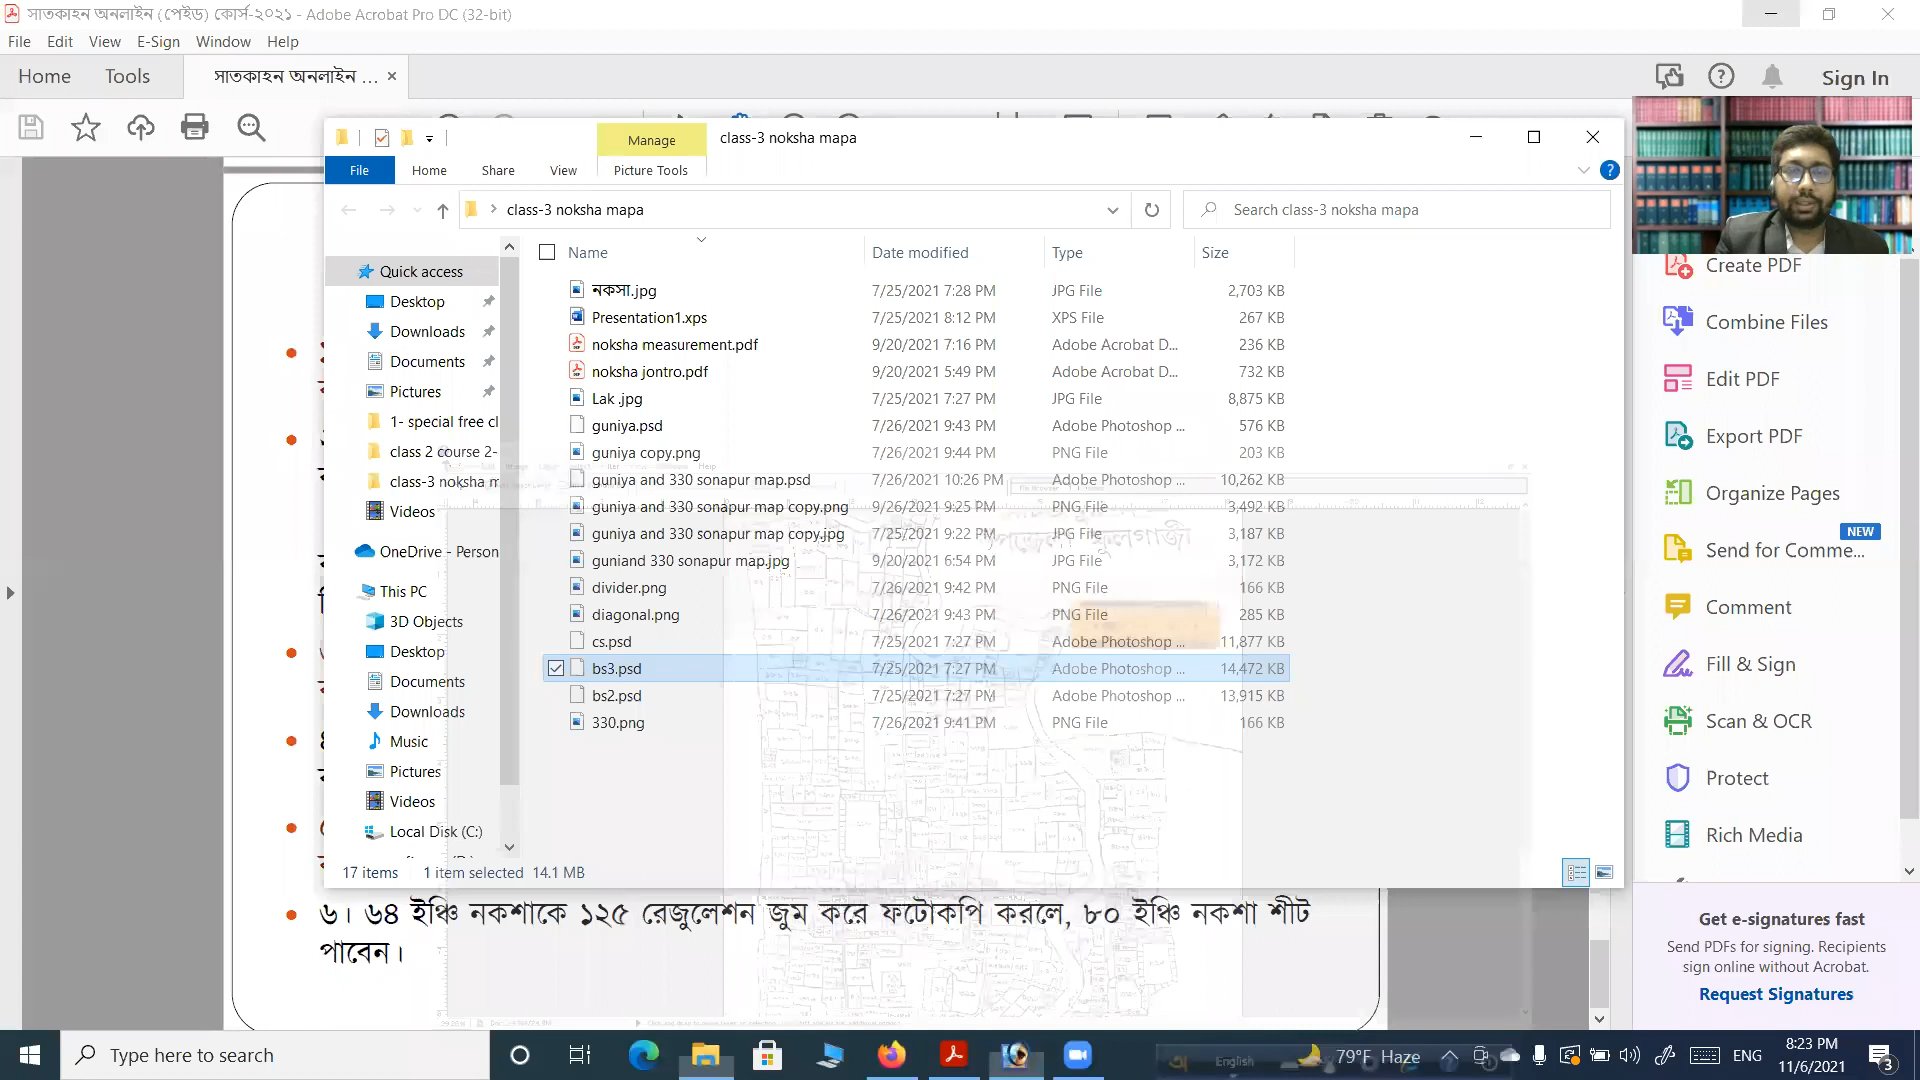 সাতকাহন অনলাইন (পেইড) কোর্স-২০২১ - Adobe Acrobat Pro DC (32-bit)
File Edit View E-Sign Window Help
Home Tools সাতকাহন অনলাইন ... × Sign In
Manage class-3 noksha mapa
File Home Share View Picture Tools
class-3 noksha mapa Search class-3 noksha mapa
Name Date modified Type Size
Quick access
Desktop
Downloads
Documents
Pictures
1- special free cl
class 2 course 2-
class-3 noksha m
Videos
OneDrive - Person
This PC
3D Objects
Desktop
Documents
Downloads
Music
Pictures
Videos
Local Disk (C:)
নকসা.jpg 7/25/2021 7:28 PM JPG File 2,703 KB
Presentation1.xps 7/25/2021 8:12 PM XPS File 267 KB
noksha measurement.pdf 9/20/2021 7:16 PM Adobe Acrobat D... 236 KB
noksha jontro.pdf 9/20/2021 5:49 PM Adobe Acrobat D... 732 KB
Lak .jpg 7/25/2021 7:27 PM JPG File 8,875 KB
guniya.psd 7/26/2021 9:43 PM Adobe Photoshop ... 576 KB
guniya copy.png 7/26/2021 9:44 PM PNG File 203 KB
guniya and 330 sonapur map.psd 7/26/2021 10:26 PM Adobe Photoshop ... 10,262 KB
guniya and 330 sonapur map copy.png 9/26/2021 9:25 PM PNG File 3,492 KB
guniya and 330 sonapur map copy.jpg 7/25/2021 9:22 PM JPG File 3,187 KB
guniand 330 sonapur map.jpg 9/20/2021 6:54 PM JPG File 3,172 KB
divider.png 7/26/2021 9:42 PM PNG File 166 KB
diagonal.png 7/26/2021 9:43 PM PNG File 285 KB
cs.psd 7/25/2021 7:27 PM Adobe Photoshop ... 11,877 KB
bs3.psd 7/25/2021 7:27 PM Adobe Photoshop ... 14,472 KB
bs2.psd 7/25/2021 7:27 PM Adobe Photoshop ... 13,915 KB
330.png 7/26/2021 9:41 PM PNG File 166 KB
17 items 1 item selected 14.1 MB
৬। ৬৪ ইঞ্চি নকশাকে ১২৫ রেজুলেশন জুম করে ফটোকপি করলে, ৮০ ইঞ্চি নকশা শীট
পাবেন।
Create PDF
Combine Files
Edit PDF
Export PDF
Organize Pages
NEW
Send for Comme...
Comment
Fill & Sign
Scan & OCR
Protect
Rich Media
Get e-signatures fast
Send PDFs for signing. Recipients
sign online without Acrobat.
Request Signatures
Type here to search English 79°F Haze ENG 8:23 PM
11/6/2021 3